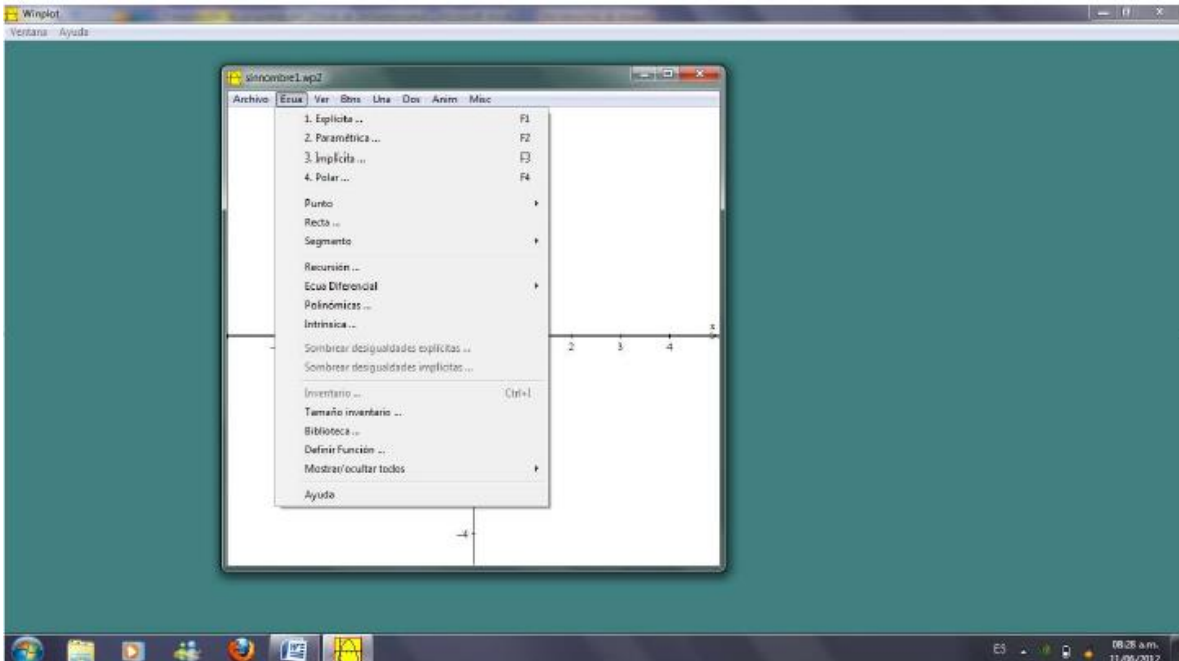 Winplot
Ventana Ayuda
sinnombre1.wp2
Archivo Ecua Ver Btns Una Dos Anim Misc
1. Explícita ... F1
2. Paramétrica ... F2
3. Implícita ... F3
4. Polar ... F4
Punto
Recta ...
Segmento
Recursión ...
Ecua Diferencial
Polinómicas ...
Intrínsica ...
x
2 3 4
Sombrear desigualdades explícitas ...
Sombrear desigualdades implícitas ...
Inventario ... Ctrl+I
Tamaño inventario ...
Biblioteca ...
Definir Función ...
Mostrar/ocultar todos
Ayuda
-4
ES 08:28 a.m.
11/06/2012